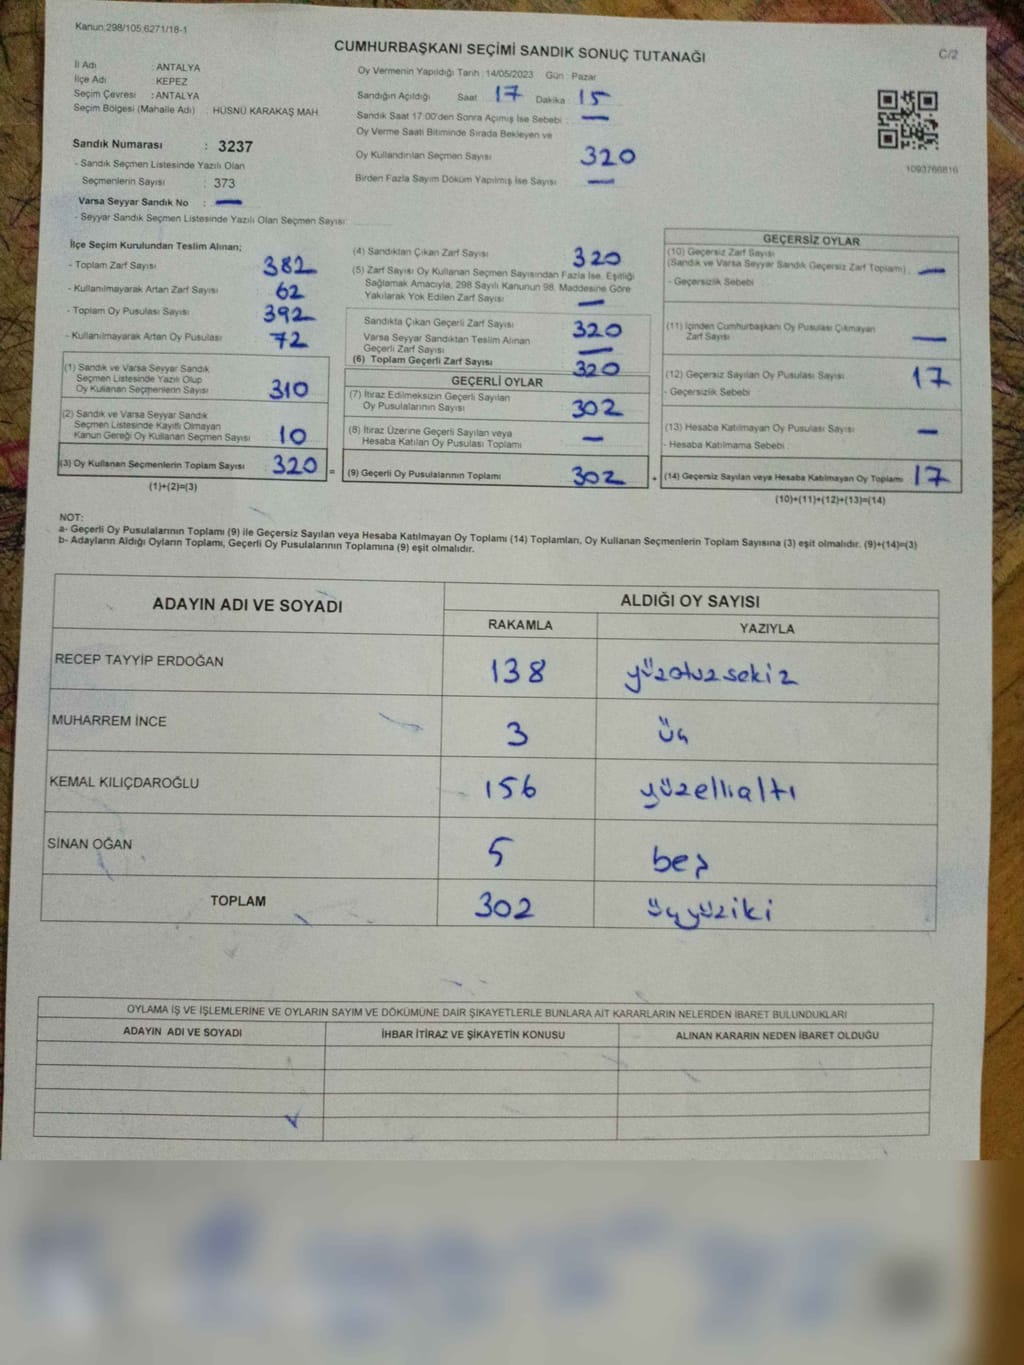 Kanun:298/105,6271/18-1
CUMHURBAŞKANI SEÇİMİ SANDIK SONUÇ TUTANAĞI
C/2
İl Adı : ANTALYA
İlçe Adı : KEPEZ
Seçim Çevresi : ANTALYA
Seçim Bölgesi (Mahalle Adı) : HÜSNÜ KARAKAŞ MAH.
Oy Vermenin Yapıldığı Tarih : 14/05/2023 Gün : Pazar
Sandığın Açıldığı Saat 17 Dakika : 15
Sandık Saat 17:00'den Sonra Açımış İse Sebebi : —
Oy Verme Saati Bitiminde Sırada Bekleyen ve
Oy Kullandırılan Seçmen Sayısı 320
Birden Fazla Sayım Döküm Yapılmış İse Sayısı —
1093766816
Sandık Numarası : 3237
- Sandık Seçmen Listesinde Yazılı Olan
Seçmenlerin Sayısı : 373
Varsa Seyyar Sandık No : —
- Seyyar Sandık Seçmen Listesinde Yazılı Olan Seçmen Sayısı:
İlçe Seçim Kurulundan Teslim Alınan;
- Toplam Zarf Sayısı 382
- Kullanılmayarak Artan Zarf Sayısı 62
- Toplam Oy Pusulası Sayısı 392
- Kullanılmayarak Artan Oy Pusulası 72
(1) Sandık ve Varsa Seyyar Sandık
Seçmen Listesinde Yazılı Olup
Oy Kullanan Seçmenlerin Sayısı 310
(2) Sandık ve Varsa Seyyar Sandık
Seçmen Listesinde Kayıtlı Olmayan
Kanun Gereği Oy Kullanan Seçmen Sayısı 10
(3) Oy Kullanan Seçmenlerin Toplam Sayısı 320 =
(1)+(2)=(3)
(4) Sandıktan Çıkan Zarf Sayısı 320
(5) Zarf Sayısı Oy Kullanan Seçmen Sayısından Fazla İse, Eşitliği
Sağlamak Amacıyla, 298 Sayılı Kanunun 98. Maddesine Göre
Yakılarak Yok Edilen Zarf Sayısı —
Sandıkta Çıkan Geçerli Zarf Sayısı 320
Varsa Seyyar Sandıktan Teslim Alınan
Geçerli Zarf Sayısı —
(6) Toplam Geçerli Zarf Sayısı 320
GEÇERLİ OYLAR
(7) İtiraz Edilmeksizin Geçerli Sayılan
Oy Pusulalarının Sayısı 302
(8) İtiraz Üzerine Geçerli Sayılan veya
Hesaba Katılan Oy Pusulası Toplamı —
(9) Geçerli Oy Pusulalarının Toplamı 302 +
GEÇERSİZ OYLAR
(10) Geçersiz Zarf Sayısı
(Sandık ve Varsa Seyyar Sandık Geçersiz Zarf Toplamı) : —
- Geçersizlik Sebebi
(11) İçinden Cumhurbaşkanı Oy Pusulası Çıkmayan
Zarf Sayısı —
(12) Geçersiz Sayılan Oy Pusulası Sayısı 17
- Geçersizlik Sebebi
(13) Hesaba Katılmayan Oy Pusulası Sayısı —
- Hesaba Katılmama Sebebi :
(14) Geçersiz Sayılan veya Hesaba Katılmayan Oy Toplamı 17
(10)+(11)+(12)+(13)=(14)
NOT:
a- Geçerli Oy Pusulalarının Toplamı (9) ile Geçersiz Sayılan veya Hesaba Katılmayan Oy Toplamı (14) Toplamları, Oy Kullanan Seçmenlerin Toplam Sayısına (3) eşit olmalıdır. (9)+(14)=(3)
b- Adayların Aldığı Oyların Toplamı, Geçerli Oy Pusulalarının Toplamına (9) eşit olmalıdır.
ADAYIN ADI VE SOYADI
ALDIĞI OY SAYISI
RAKAMLA YAZIYLA
RECEP TAYYİP ERDOĞAN 138 yüzotuzsekiz
MUHARREM İNCE 3 üç
KEMAL KILIÇDAROĞLU 156 yüzellialtı
SİNAN OĞAN 5 beş
TOPLAM 302 üçyüziki
OYLAMA İŞ VE İŞLEMLERİNE VE OYLARIN SAYIM VE DÖKÜMÜNE DAİR ŞİKAYETLERLE BUNLARA AİT KARARLARIN NELERDEN İBARET BULUNDUKLARI
ADAYIN ADI VE SOYADI İHBAR İTİRAZ VE ŞİKAYETİN KONUSU ALINAN KARARIN NEDEN İBARET OLDUĞU